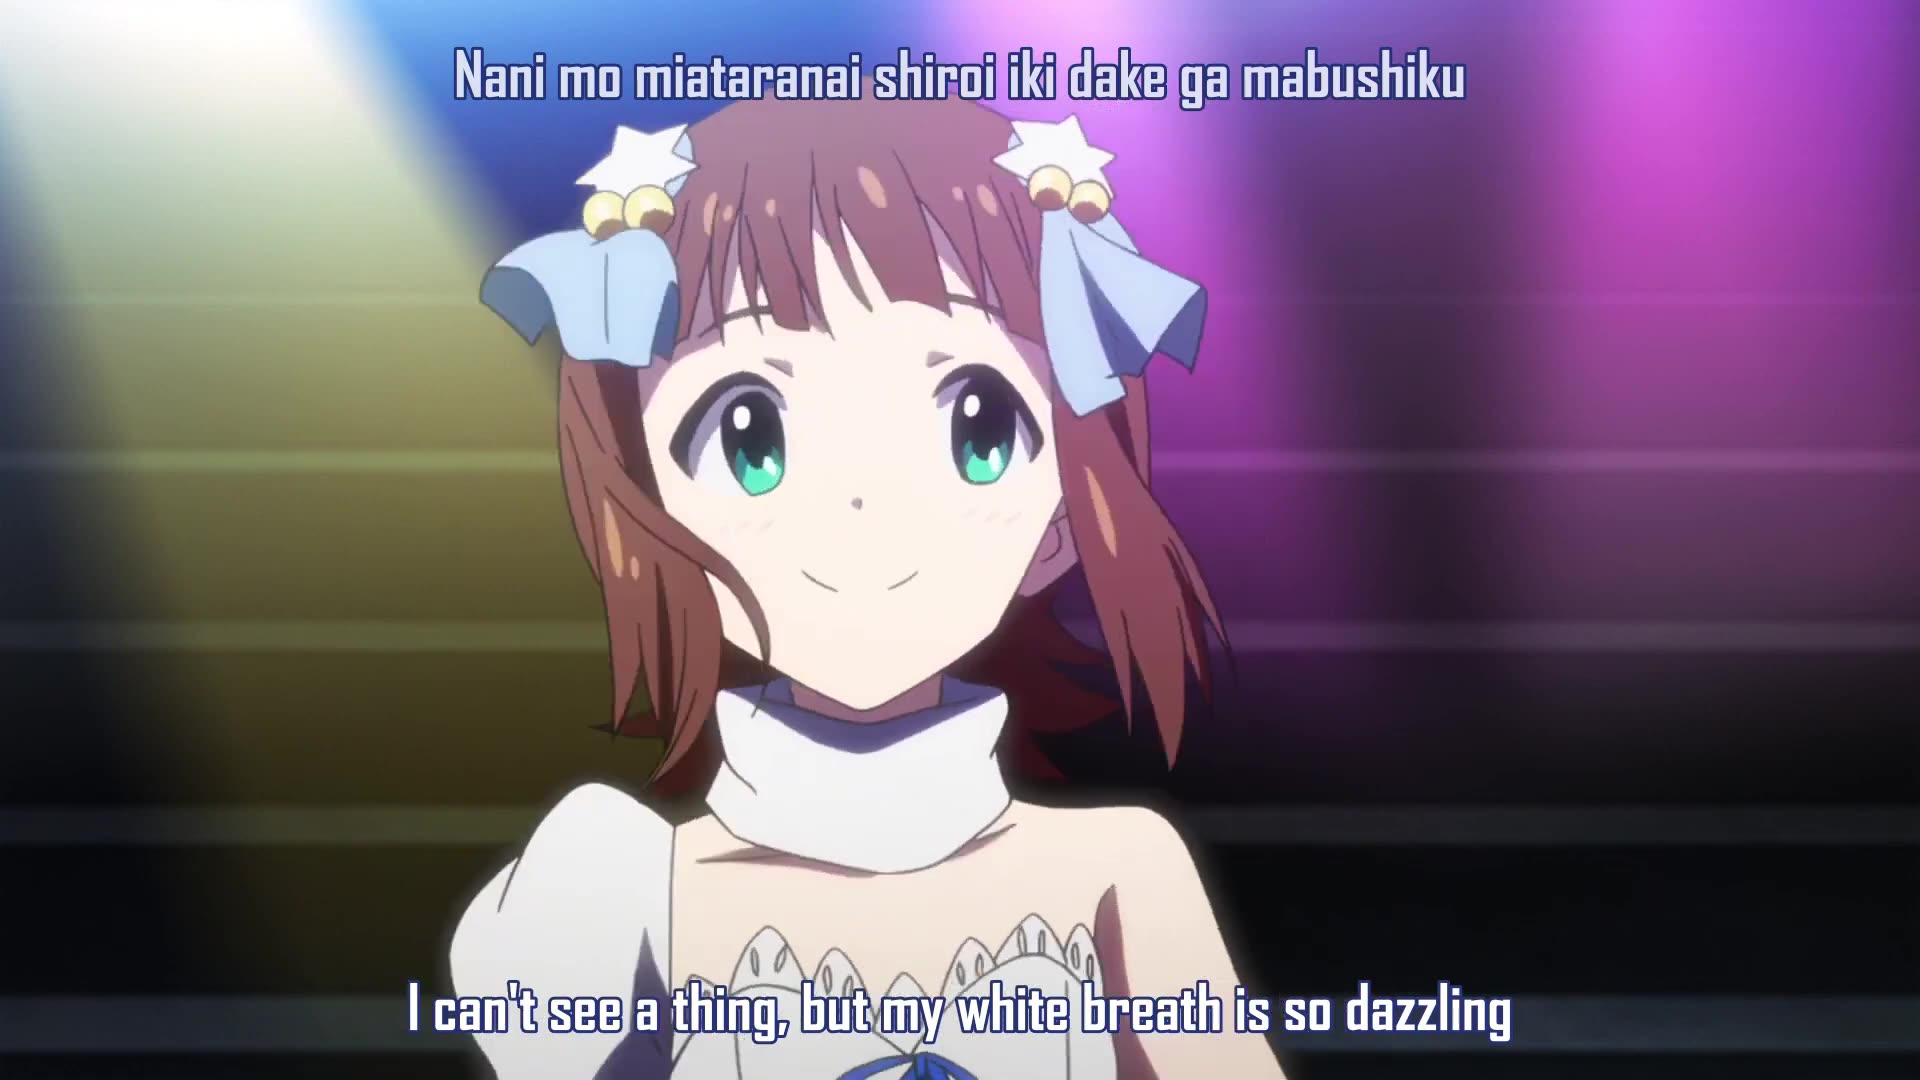 Nani mo miataranai shiroi iki dake ga mabushiku
I can't see a thing, but my white breath is so dazzling